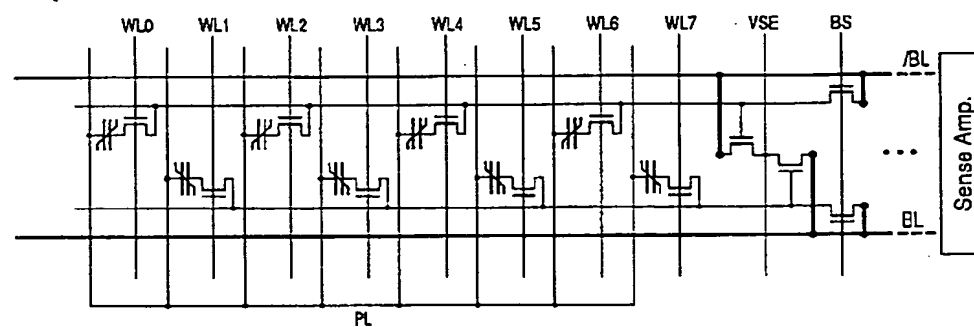 WL0 WL1 WL2 WL3 WL4 WL5 WL6 WL7 VSE BS
/BL
Sense Amp.
BL
PL